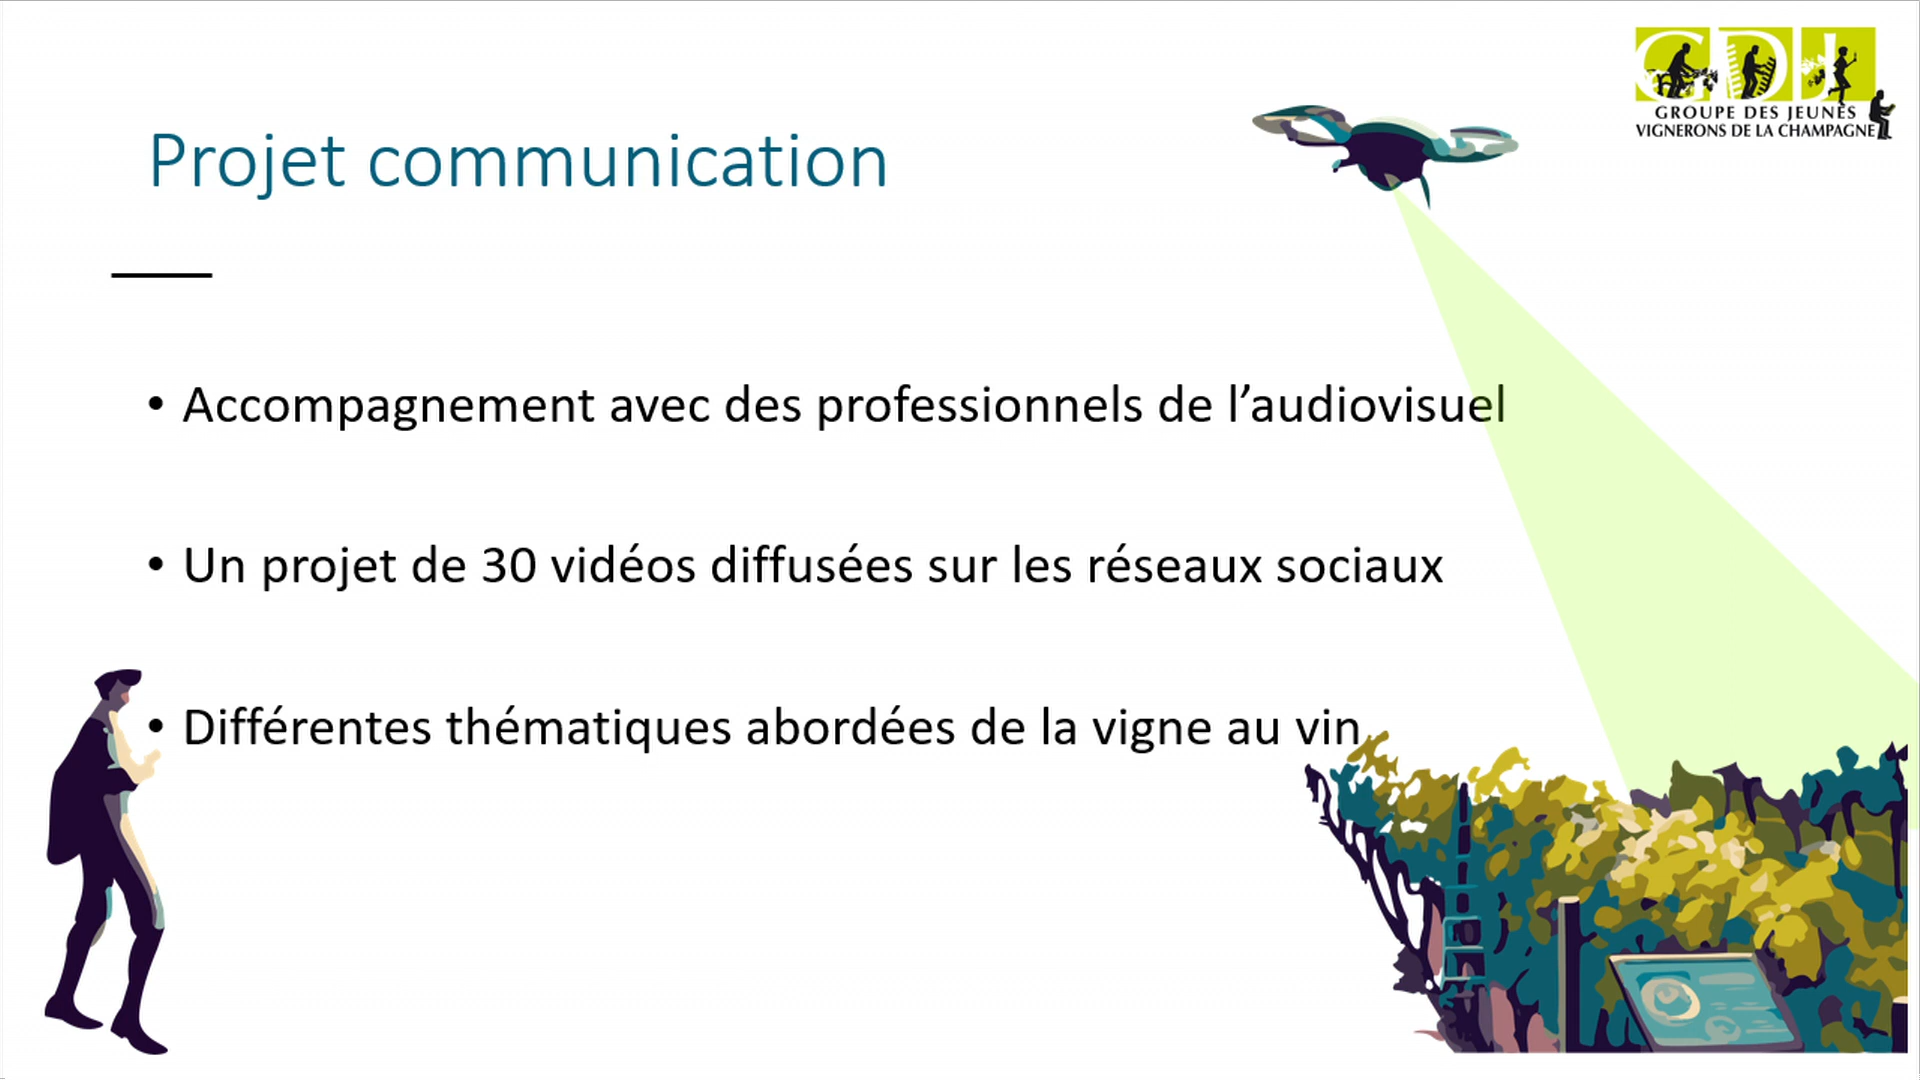 GDJ
GROUPE DES JEUNES
VIGNERONS DE LA CHAMPAGNE
Projet communication
• Accompagnement avec des professionnels de l’audiovisuel
• Un projet de 30 vidéos diffusées sur les réseaux sociaux
• Différentes thématiques abordées de la vigne au vin